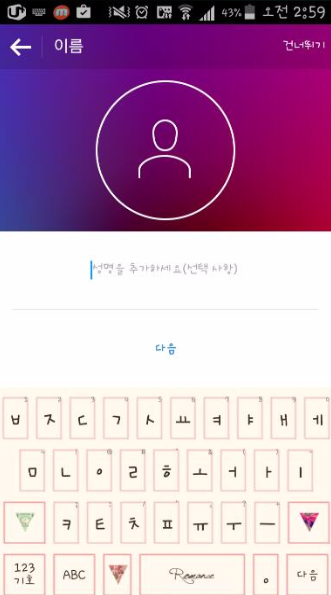 43% 오전 2:59
이름 건너뛰기
성명을 추가하세요(선택 사항)
다음
ㅂ ㅈ ㄷ ㄱ ㅅ ㅛ ㅕ ㅑ ㅐ ㅔ
ㅁ ㄴ ㅇ ㄹ ㅎ ㅗ ㅓ ㅏ ㅣ
ㅋ ㅌ ㅊ ㅍ ㅠ ㅜ ㅡ
123 ABC Romance . 다음
기호